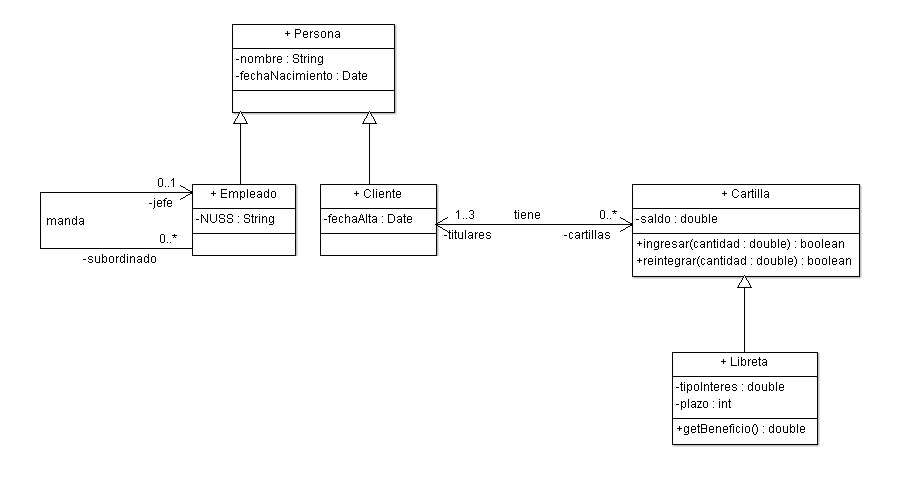 + Persona
-nombre : String
-fechaNacimiento : Date
0..1
-jefe
manda
0..*
-subordinado
+ Empleado
-NUSS : String
+ Cliente
-fechaAlta : Date
1..3
tiene
0..*
-titulares
-cartillas
+ Cartilla
-saldo : double
+ingresar(cantidad : double) : boolean
+reintegrar(cantidad : double) : boolean
+ Libreta
-tipoInteres : double
-plazo : int
+getBeneficio() : double